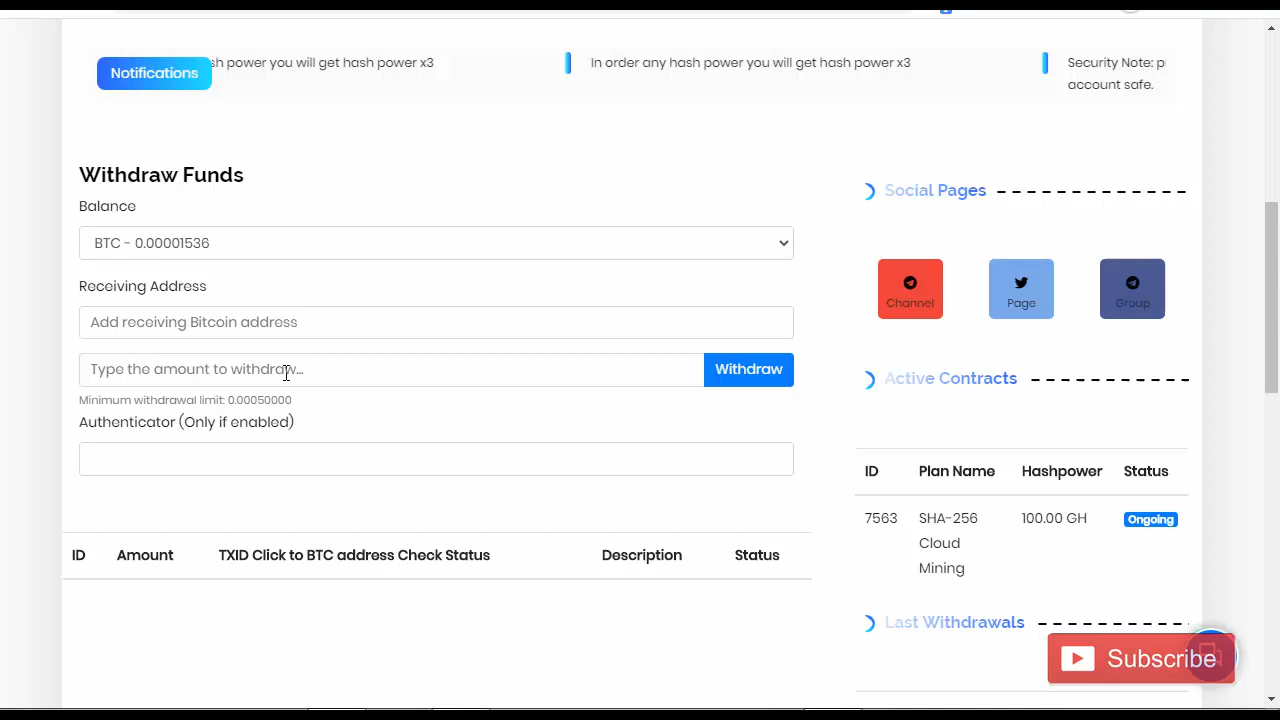 Notifications
sh power you will get hash power x3
In order any hash power you will get hash power x3
Security Note: p
account safe.
Withdraw Funds
Balance
BTC - 0.00001536
Receiving Address
Add receiving Bitcoin address
Type the amount to withdraw...
Withdraw
Minimum withdrawal limit: 0.00050000
Authenticator (Only if enabled)
ID Amount TXID Click to BTC address Check Status Description Status
Social Pages
Channel
Page
Group
Active Contracts
ID Plan Name Hashpower Status
7563 SHA-256 100.00 GH Ongoing
Cloud
Mining
Last Withdrawals
Subscribe